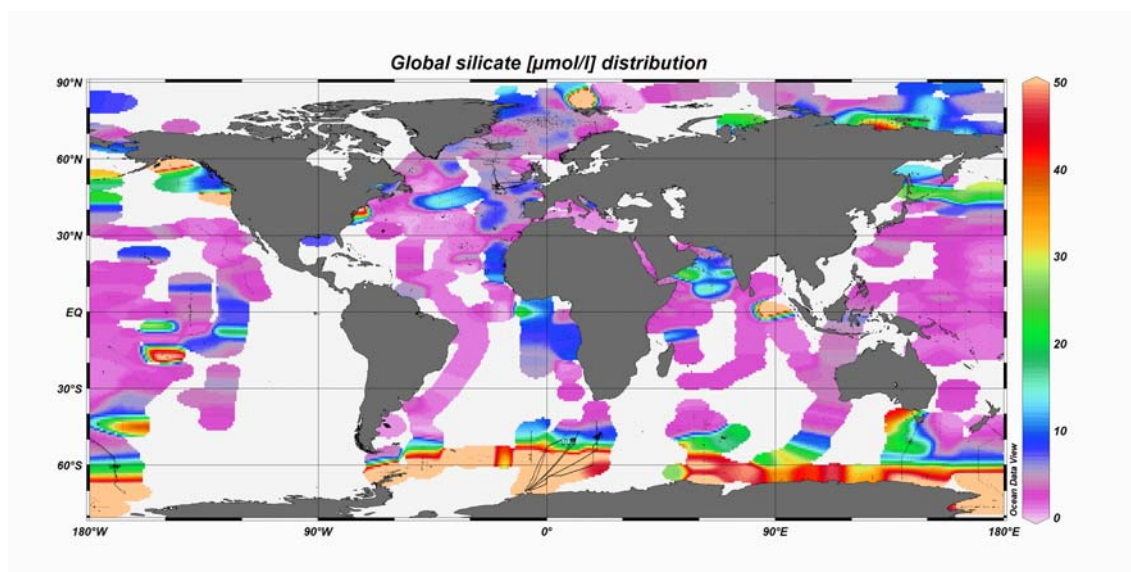 Global silicate [µmol/l] distribution
90°N
60°N
30°N
EQ
30°S
60°S
180°W
90°W
0°
90°E
180°E
50
40
30
20
10
0
Ocean Data View